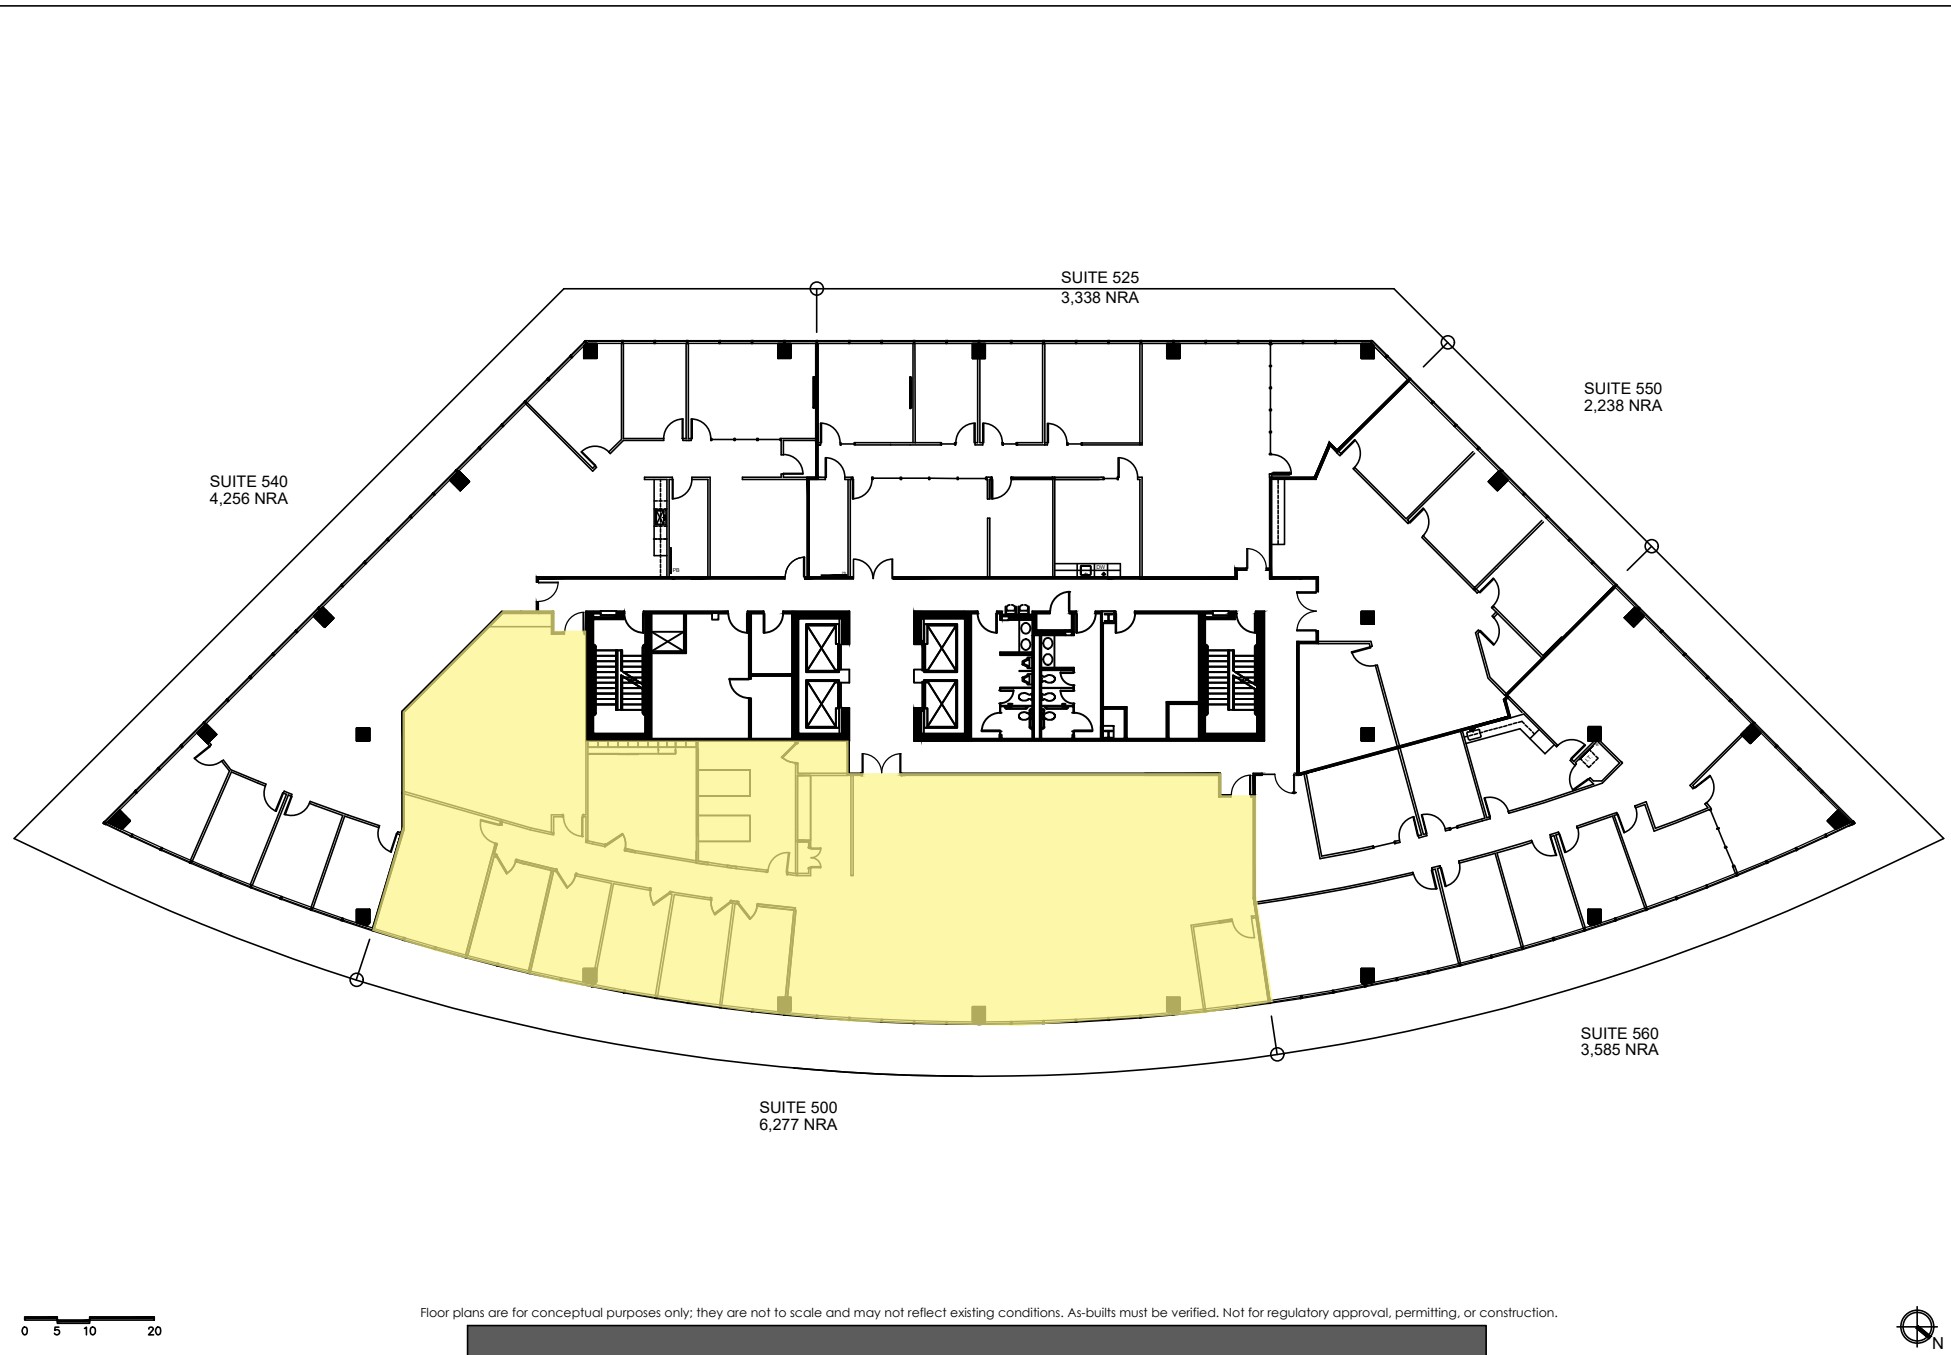 SUITE 525
3,338 NRA
SUITE 550
2,238 NRA
SUITE 540
4,256 NRA
PB
DW
SUITE 560
3,585 NRA
SUITE 500
6,277 NRA
Floor plans are for conceptual purposes only; they are not to scale and may not reflect existing conditions. As-builts must be verified. Not for regulatory approval, permitting, or construction.
0 5 10 20
N